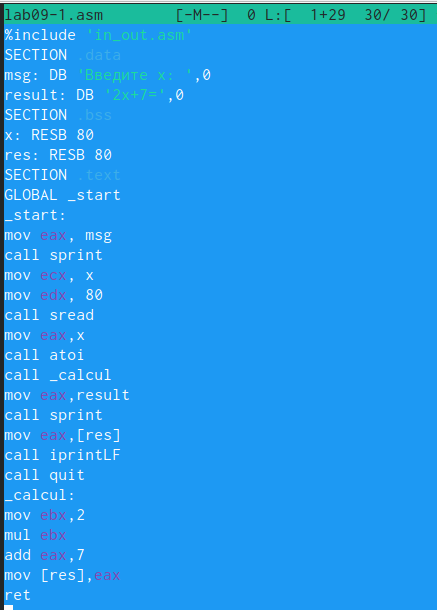 lab09-1.asm [-M--] 0 L:[ 1+29 30/ 30]
%include 'in_out.asm'
SECTION .data
msg: DB 'Введите x: ',0
result: DB '2x+7=',0
SECTION .bss
x: RESB 80
res: RESB 80
SECTION .text
GLOBAL _start
_start:
mov eax, msg
call sprint
mov ecx, x
mov edx, 80
call sread
mov eax,x
call atoi
call _calcul
mov eax,result
call sprint
mov eax,[res]
call iprintLF
call quit
_calcul:
mov ebx,2
mul ebx
add eax,7
mov [res],eax
ret